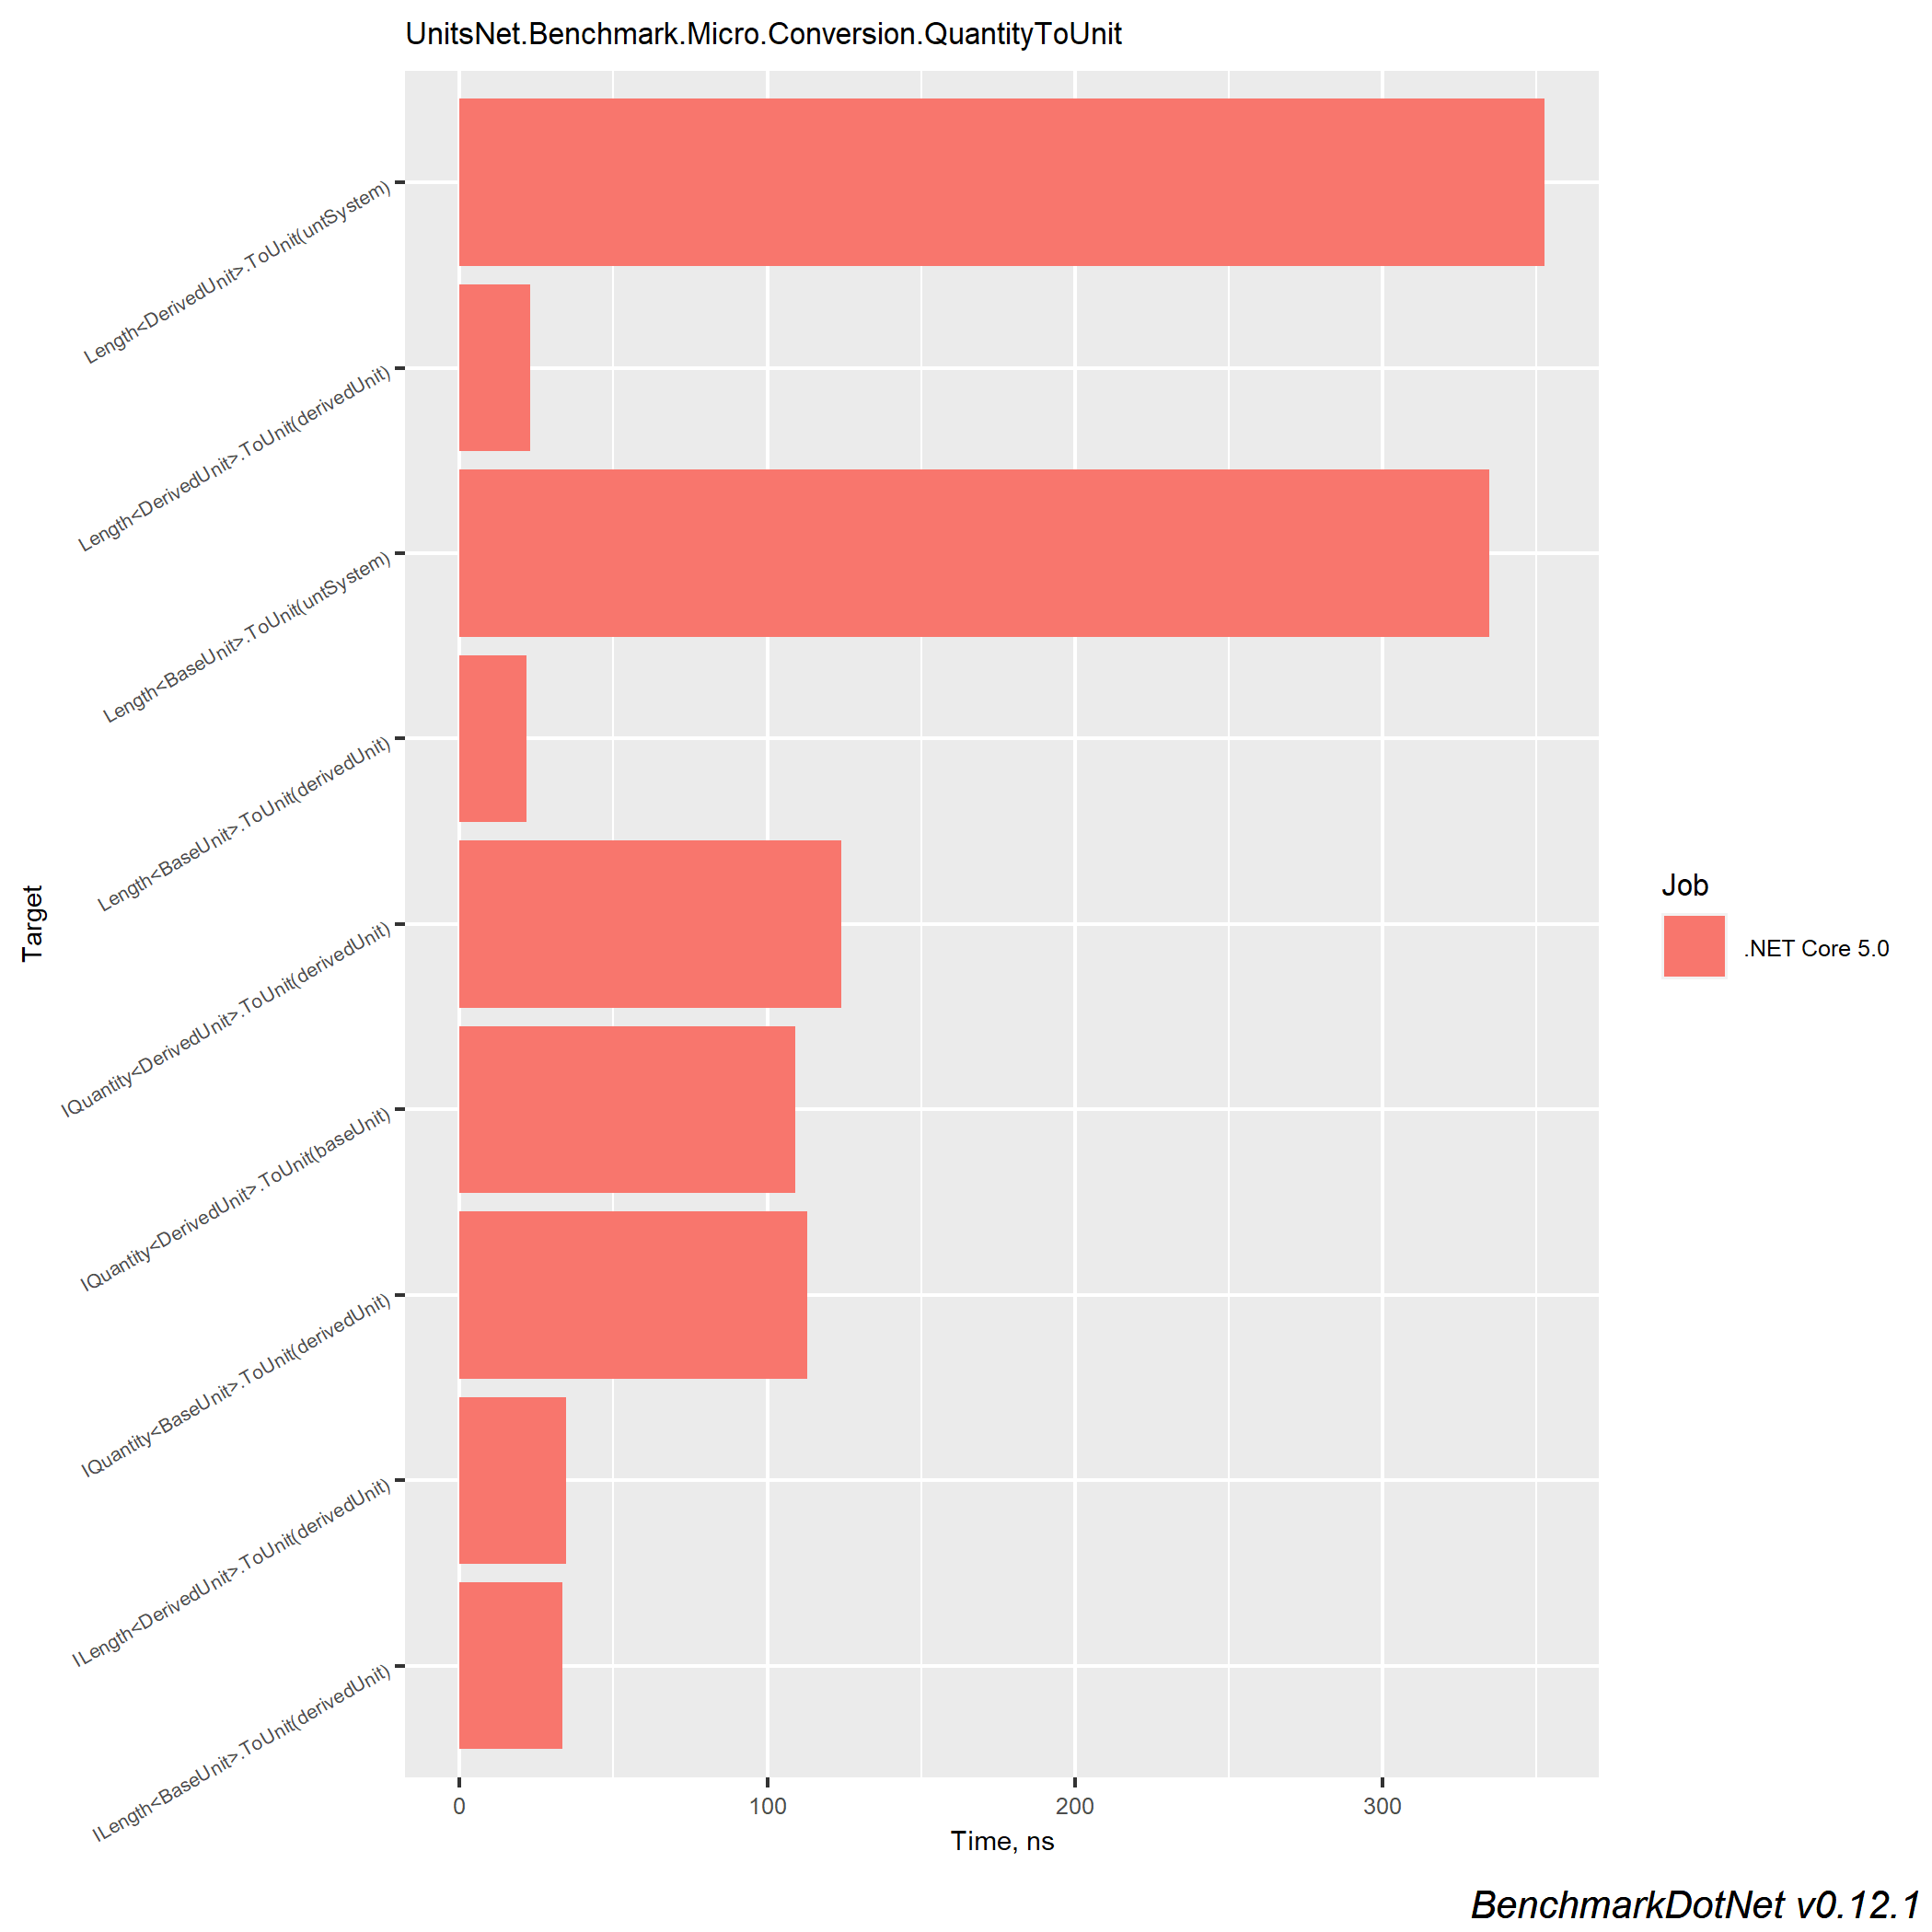 UnitsNet.Benchmark.Micro.Conversion.QuantityToUnit
Length<DerivedUnit>.ToUnit(untSystem)
Length<DerivedUnit>.ToUnit(derivedUnit)
Length<BaseUnit>.ToUnit(untSystem)
Length<BaseUnit>.ToUnit(derivedUnit)
IQuantity<DerivedUnit>.ToUnit(derivedUnit)
IQuantity<DerivedUnit>.ToUnit(baseUnit)
IQuantity<BaseUnit>.ToUnit(derivedUnit)
ILength<DerivedUnit>.ToUnit(derivedUnit)
ILength<BaseUnit>.ToUnit(derivedUnit)
Target
0 100 200 300
Time, ns
Job
.NET Core 5.0
BenchmarkDotNet v0.12.1